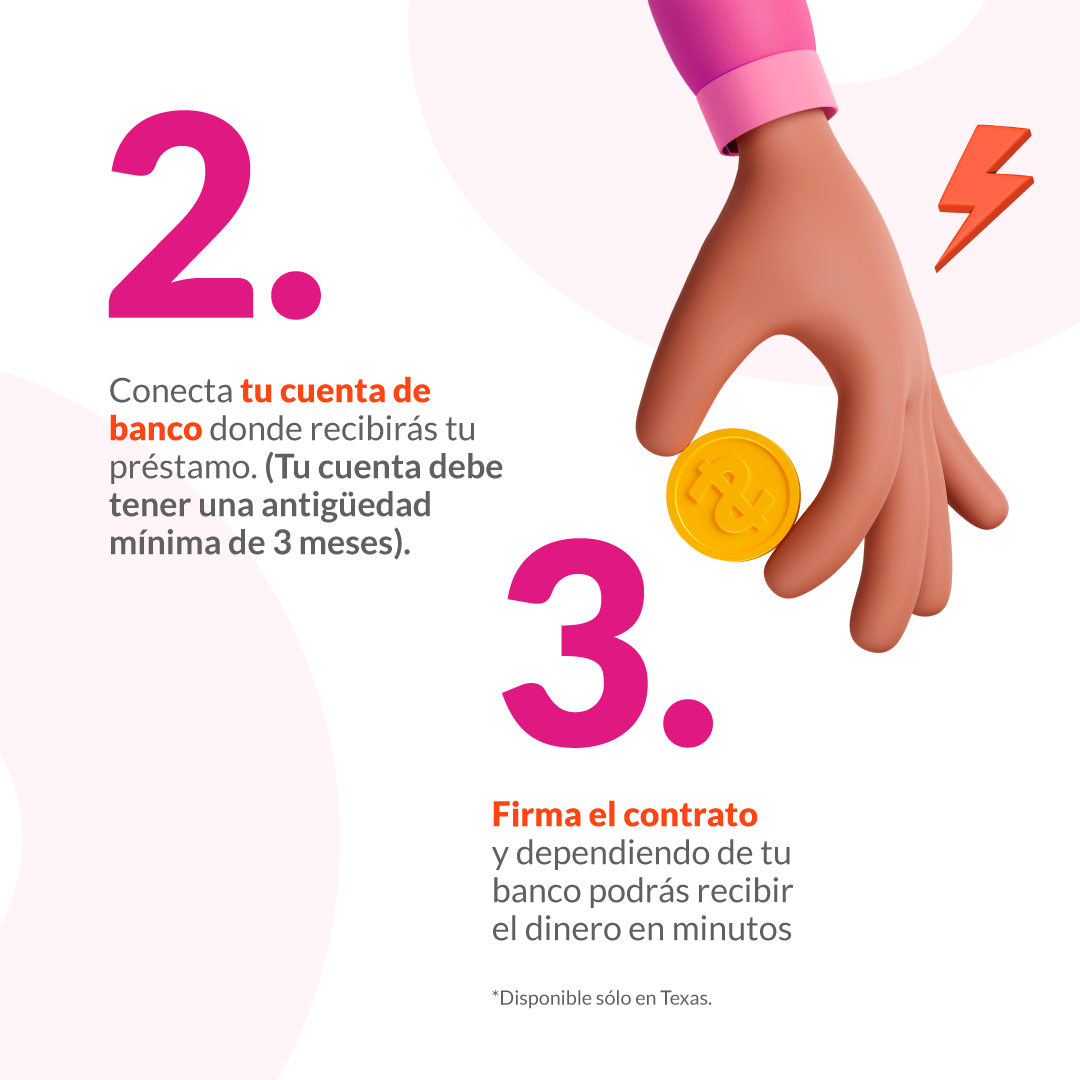 2.
Conecta tu cuenta de
banco donde recibirás tu
préstamo. (Tu cuenta debe
tener una antigüedad
mínima de 3 meses).
3.
Firma el contrato
y dependiendo de tu
banco podrás recibir
el dinero en minutos
*Disponible sólo en Texas.